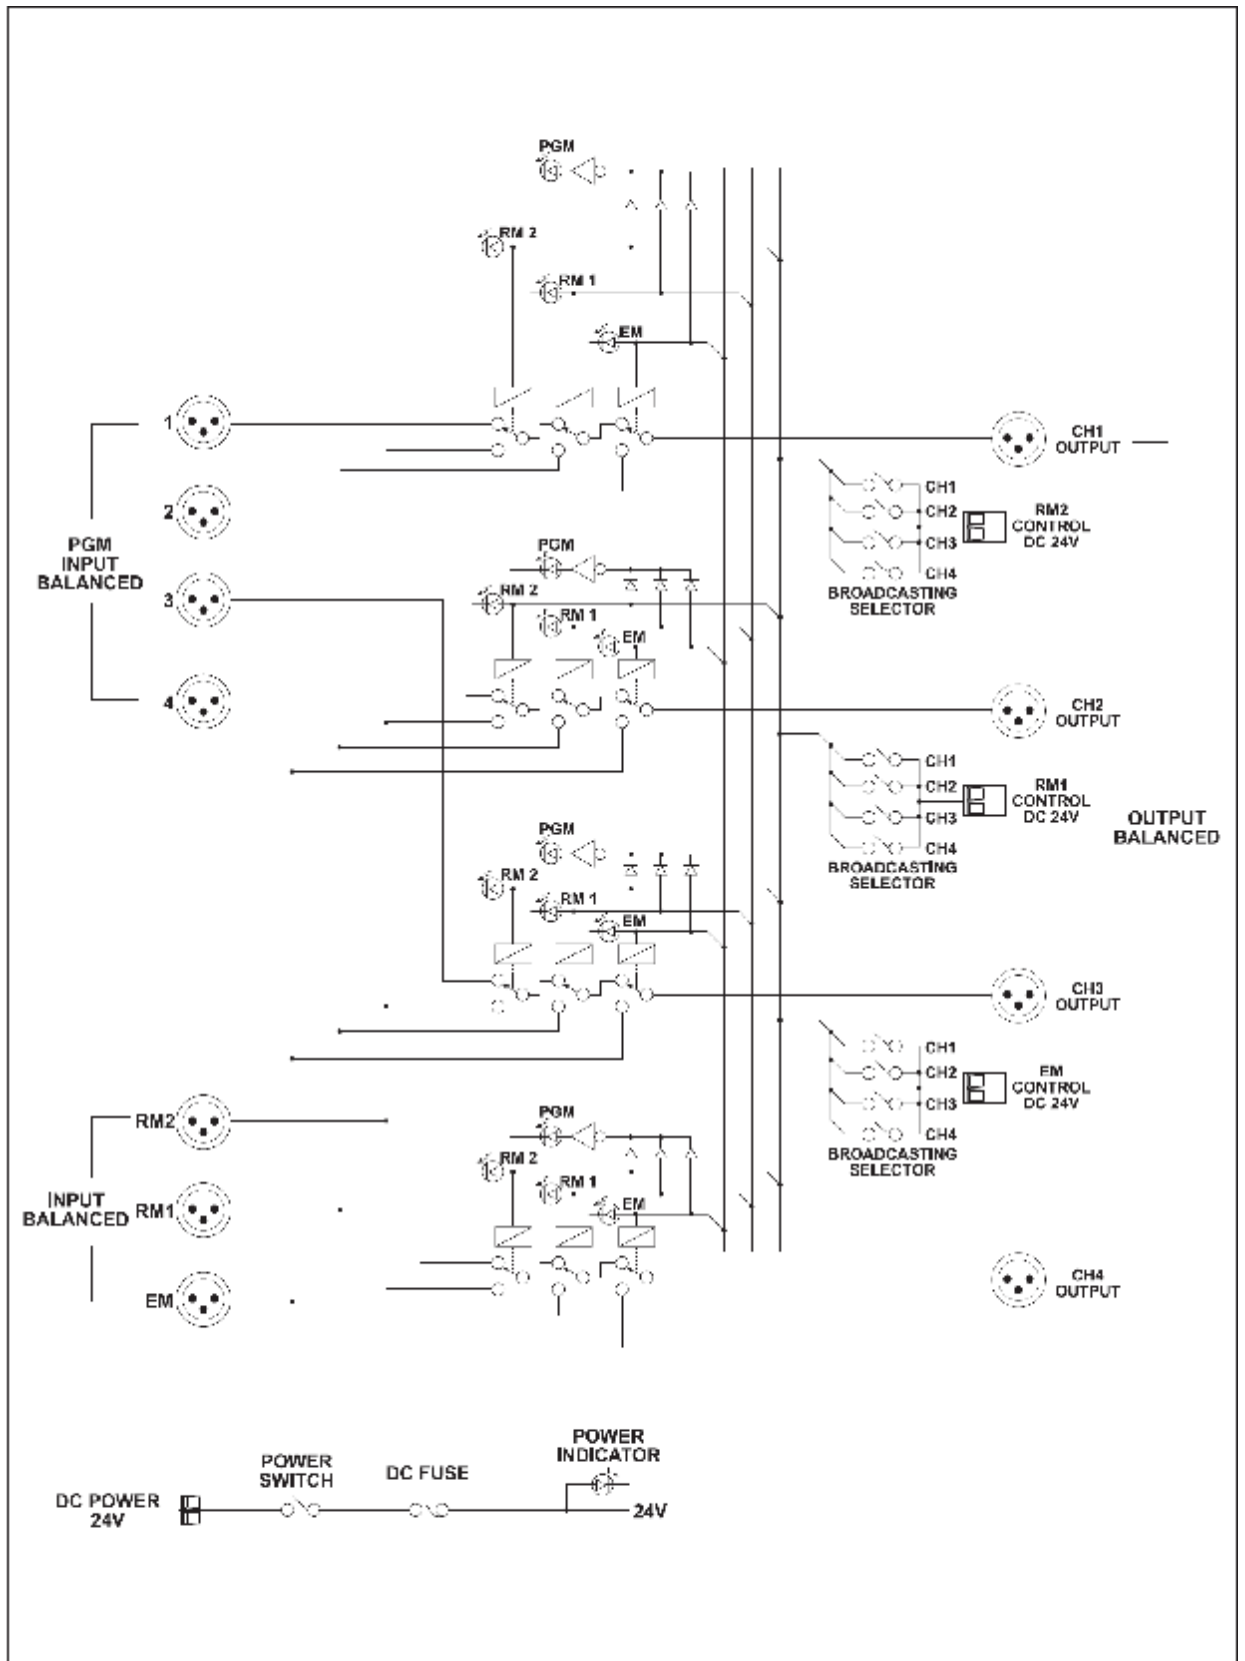 PGM
RM 2
RM 1
EM
1
2
3
4
PGM
INPUT
BALANCED
CH1
OUTPUT
CH1
CH2
CH3
CH4
RM2
CONTROL
DC 24V
BROADCASTING
SELECTOR
PGM
RM 2
RM 1
EM
CH2
OUTPUT
CH1
CH2
CH3
CH4
RM1
CONTROL
DC 24V
BROADCASTING
SELECTOR
OUTPUT
BALANCED
PGM
RM 2
RM 1
EM
CH3
OUTPUT
CH1
CH2
CH3
CH4
EM
CONTROL
DC 24V
BROADCASTING
SELECTOR
RM2
RM1
EM
INPUT
BALANCED
PGM
RM 2
RM 1
EM
CH4
OUTPUT
DC POWER
24V
POWER
SWITCH
DC FUSE
POWER
INDICATOR
24V